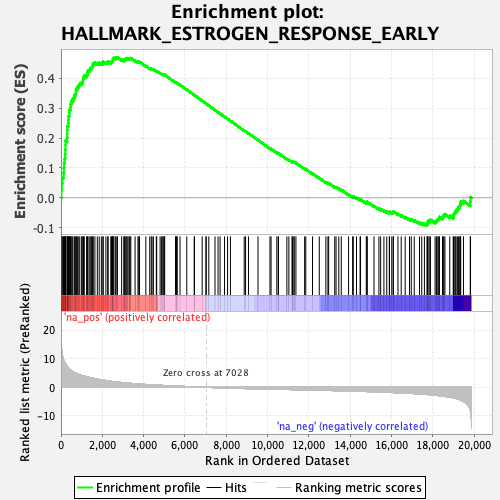 Enrichment plot:
HALLMARK_ESTROGEN_RESPONSE_EARLY
Enrichment score (ES)
0.4
0.3
0.2
0.1
0.0
-0.1
'na_pos' (positively correlated)
Ranked list metric (PreRanked)
20
10
0
-10
Zero cross at 7028
'na_neg' (negatively correlated)
0
2,000
4,000
6,000
8,000
10,000
12,000
14,000
16,000
18,000
20,000
Rank in Ordered Dataset
Enrichment profile
Hits
Ranking metric scores